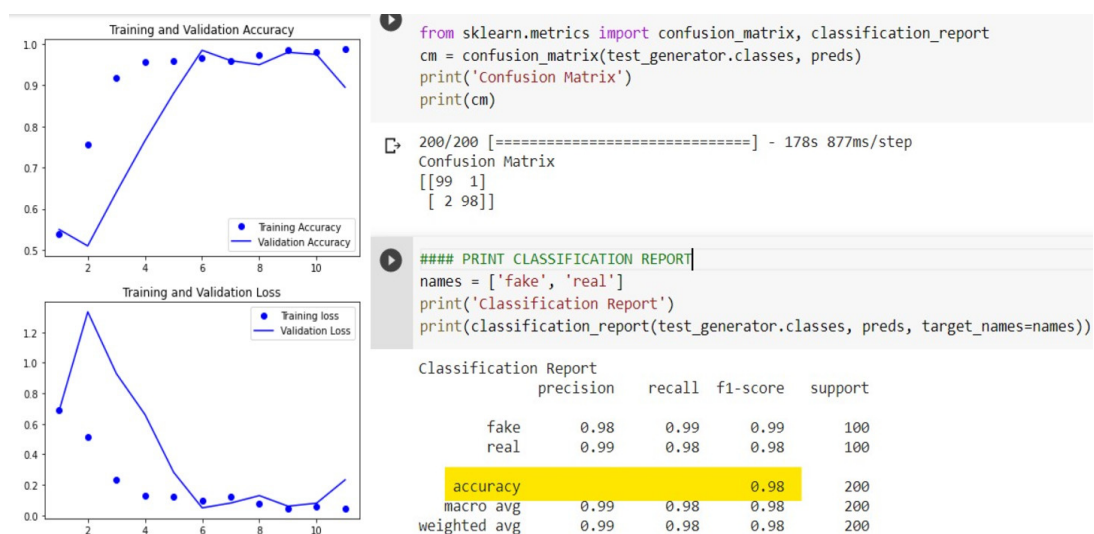 Training and Validation Accuracy
1.0
0.9
0.8
0.7
0.6
0.5
Training Accuracy
Validation Accuracy
2 4 6 8 10
Training and Validation Loss
Training loss
Validation Loss
1.2
1.0
0.8
0.6
0.4
0.2
0.0
2 4 6 8 10
from sklearn.metrics import confusion_matrix, classification_report
cm = confusion_matrix(test_generator.classes, preds)
print('Confusion Matrix')
print(cm)
200/200 [==============================] - 178s 877ms/step
Confusion Matrix
[[99  1]
 [ 2 98]]
#### PRINT CLASSIFICATION REPORT
names = ['fake', 'real']
print('Classification Report')
print(classification_report(test_generator.classes, preds, target_names=names))
Classification Report
precision recall f1-score support
fake 0.98 0.99 0.99 100
real 0.99 0.98 0.98 100
accuracy 0.98 200
macro avg 0.99 0.98 0.98 200
weighted avg 0.99 0.98 0.98 200